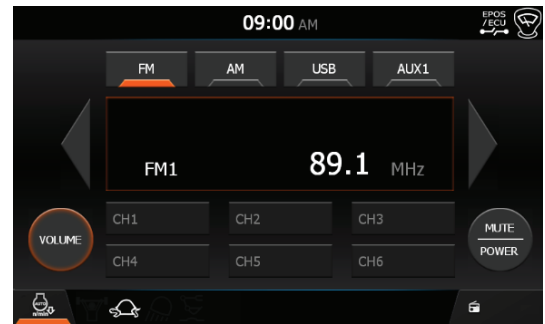 09:00 AM
EPOS
/ECU
FM AM USB AUX1
FM1 89.1 MHz
CH1 CH2 CH3
VOLUME
MUTE
POWER
CH4 CH5 CH6
AUTO
n/min